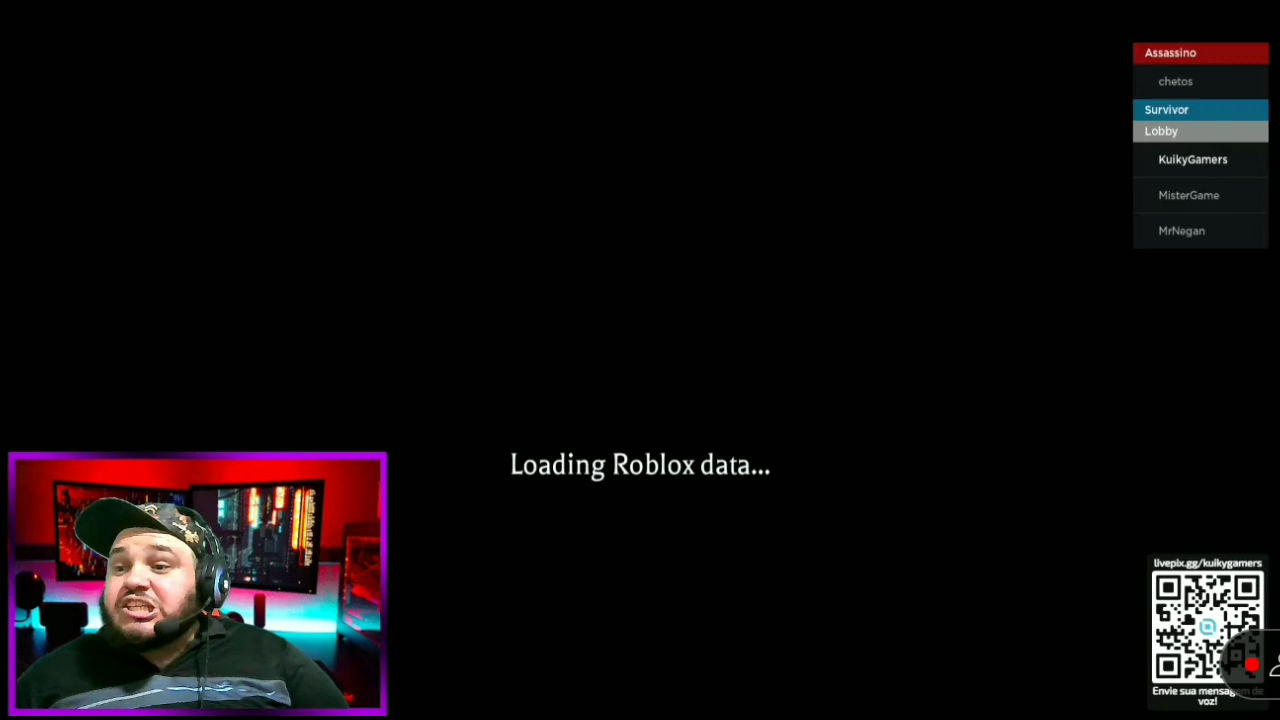 Assassino
chetos
Survivor
Lobby
KuikyGamers
MisterGame
MrNegan
Loading Roblox data...
livepix.gg/kuikygamers
Envie sua mensagem de
voz!